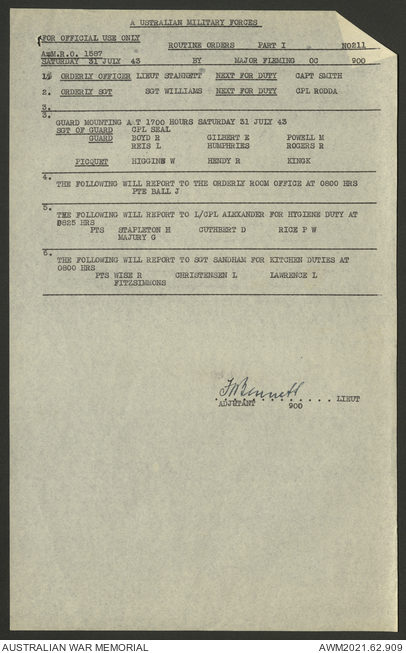 A USTRALIAN MILITARY FORCES
FOR OFFICIAL USE ONLY
ROUTINE ORDERS PART I NO211
A.M.R.O. 1587
SATURDAY 31 JULY 43 BY MAJOR FLEMING OC 900
1. ORDERLY OFFICER LIEUT STANNETT NEXT FOR DUTY CAPT SMITH
2. ORDERLY SGT SGT WILLIAMS NEXT FOR DUTY CPL RODDA
3.
3.
GUARD MOUNTING A T 1700 HOURS SATURDAY 31 JULY 43
SGT OF GUARD CPL SEAL
GUARD BOYD R GILBERT E POWELL M
REIS L HUMPHRIES ROGERS R
PICQUET HIGGINS W HENDY R KINGK
4.
THE FOLLOWING WILL REPORT TO THE ORDERLY ROOM OFFICE AT 0800 HRS
PTE BALL J
5.
THE FOLLOWING WILL REPORT TO L/CPL ALEXANDER FOR HYGIENE DUTY AT
0825 HRS
PTS STAPLETON H CUTHBERT D RICE P W
MAJURY G
6.
THE FOLLOWING WILL REPORT TO SGT SANDHAM FOR KITCHEN DUTIES AT
0800 HRS
PTS WISE R CHRISTENSEN L LAWRENCE L
FITZSIMMONS
Bennett
. . . . . . . . . . . . . . . LIEUT
ADJUTANT 900
AUSTRALIAN WAR MEMORIAL AWM2021.62.909